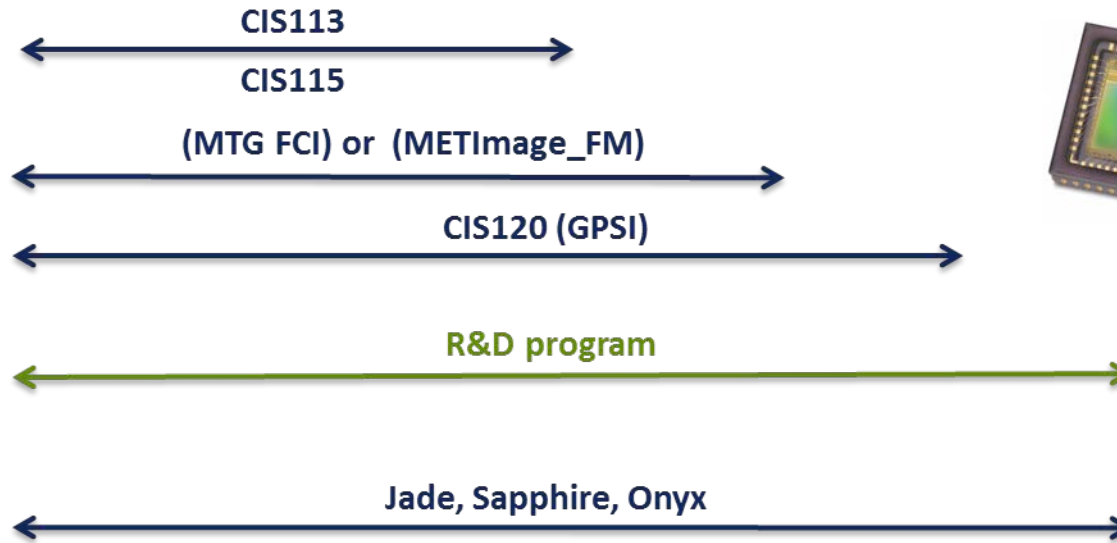 CIS113
CIS115
(MTG FCI) or (METImage_FM)
CIS120 (GPSI)
R&D program
Jade, Sapphire, Onyx